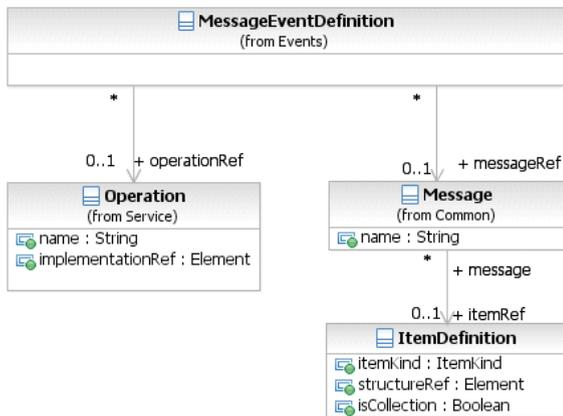 MessageEventDefinition
(from Events)
*
*
0..1 + operationRef
0..1 + messageRef
Operation
(from Service)
name : String
implementationRef : Element
Message
(from Common)
name : String
*
+ message
0..1 + itemRef
ItemDefinition
itemKind : ItemKind
structureRef : Element
isCollection : Boolean